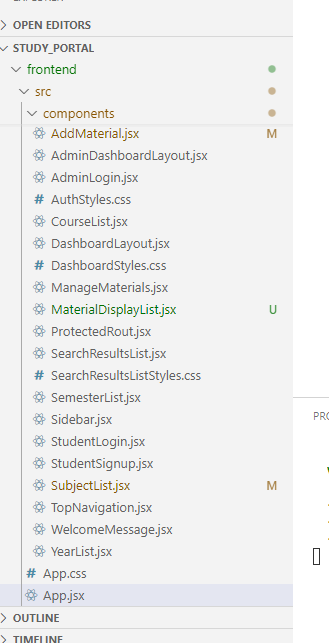 OPEN EDITORS
STUDY_PORTAL
frontend
src
components
AddMaterial.jsx M
AdminDashboardLayout.jsx
AdminLogin.jsx
# AuthStyles.css
CourseList.jsx
DashboardLayout.jsx
# DashboardStyles.css
ManageMaterials.jsx
MaterialDisplayList.jsx U
ProtectedRout.jsx
SearchResultsList.jsx
# SearchResultsListStyles.css
SemesterList.jsx
Sidebar.jsx
StudentLogin.jsx
StudentSignup.jsx
SubjectList.jsx M
TopNavigation.jsx
WelcomeMessage.jsx
YearList.jsx
# App.css
App.jsx
OUTLINE
TIMELINE
PRO